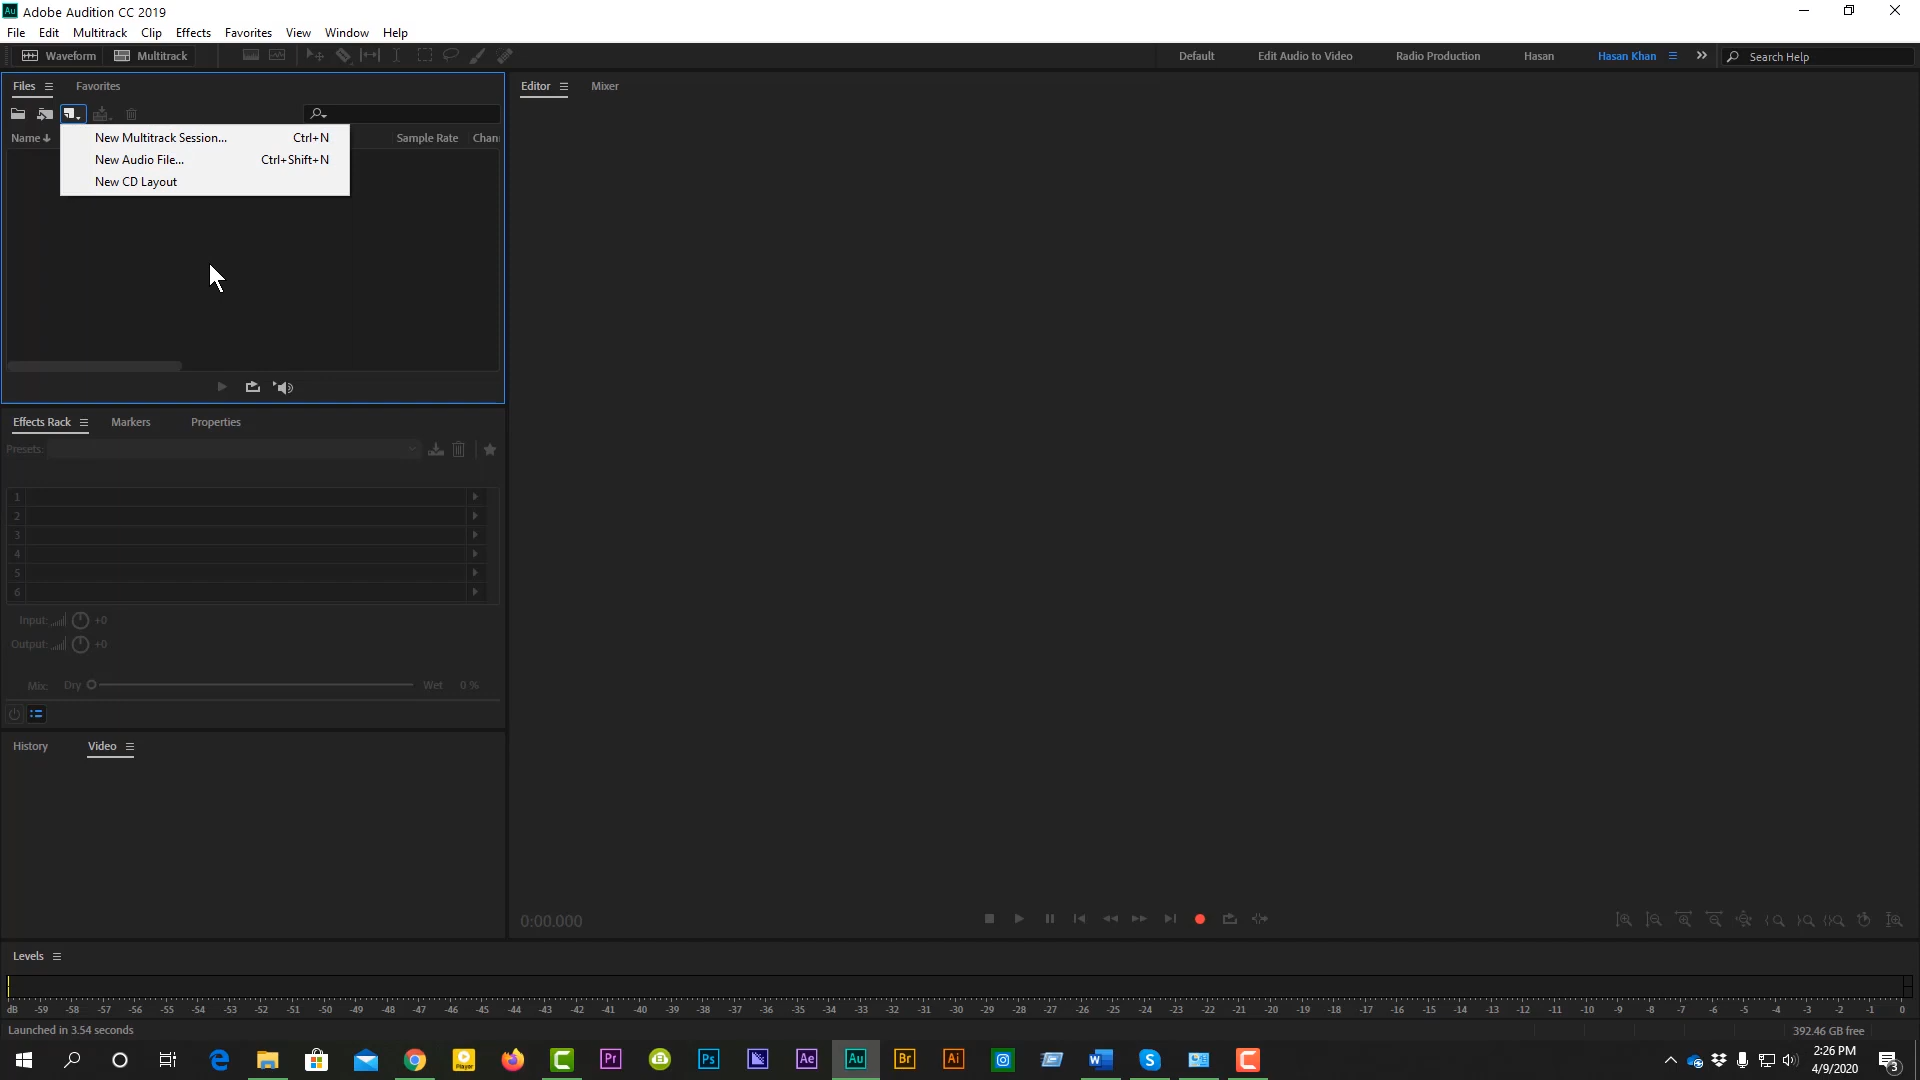 Au Adobe Audition CC 2019
File Edit Multitrack Clip Effects Favorites View Window Help
Waveform Multitrack Default Edit Audio to Video Radio Production Hasan Hasan Khan Search Help
Files Favorites Editor Mixer
Name Sample Rate Chan
New Multitrack Session... Ctrl+N
New Audio File... Ctrl+Shift+N
New CD Layout
Effects Rack Markers Properties
Presets:
1
2
3
4
5
6
Input: +0
Output: +0
Mix: Dry Wet 0 %
History Video
0:00.000
Levels
dB -59 -58 -57 -56 -55 -54 -53 -52 -51 -50 -49 -48 -47 -46 -45 -44 -43 -42 -41 -40 -39 -38 -37 -36 -35 -34 -33 -32 -31 -30 -29 -28 -27 -26 -25 -24 -23 -22 -21 -20 -19 -18 -17 -16 -15 -14 -13 -12 -11 -10 -9 -8 -7 -6 -5 -4 -3 -2 -1 0
Launched in 3.54 seconds 392.46 GB free
Player Pr Ps Ae Au Br Ai W S C 2:26 PM
4/9/2020 3